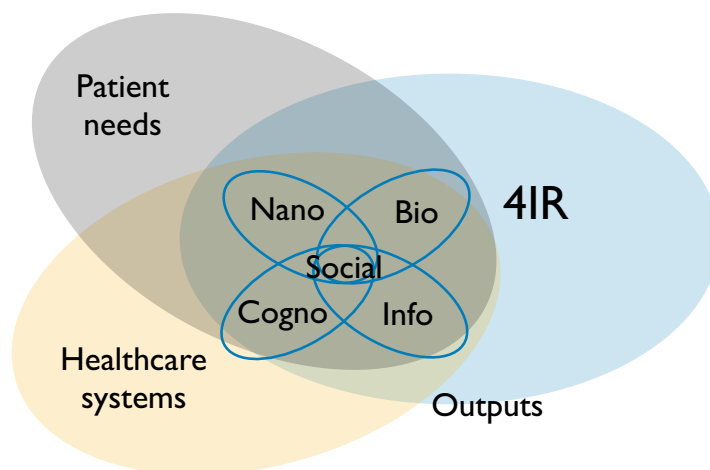 Patient
needs
Nano
Bio
4IR
Social
Cogno
Info
Healthcare
systems
Outputs